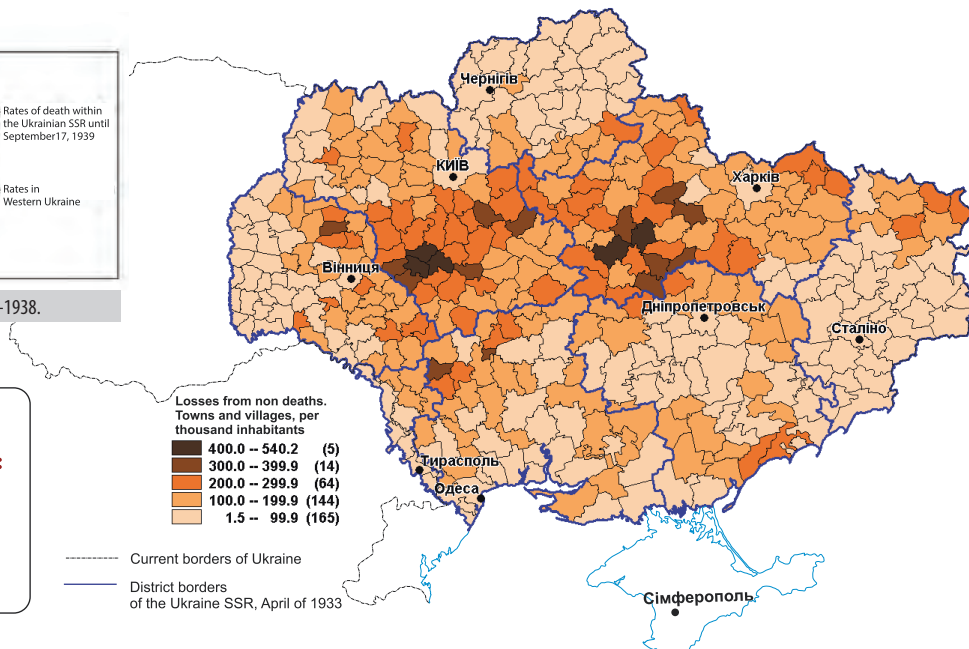 Rates of death within
the Ukrainian SSR until
September17, 1939
Rates in
Western Ukraine
-1938.
Чернігів
КИЇВ
Харків
Вінниця
Дніпропетровськ
Сталіно
Losses from non deaths.
Towns and villages, per
thousand inhabitants
400.0 -- 540.2 (5)
300.0 -- 399.9 (14)
200.0 -- 299.9 (64)
100.0 -- 199.9 (144)
1.5 -- 99.9 (165)
Тирасполь
Одеса
Current borders of Ukraine
District borders
of the Ukraine SSR, April of 1933
Сімферополь